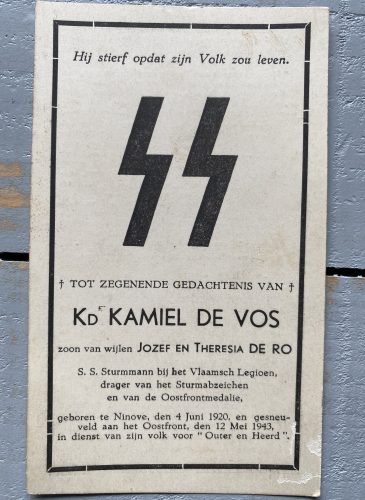 Hij stierf opdat zijn Volk zou leven.
SS
† TOT ZEGENENDE GEDACHTENIS VAN †
Kdᵗ KAMIEL DE VOS
zoon van wijlen JOZEF EN THERESIA DE RO
S. S. Sturmmann bij het Vlaamsch Legioen,
drager van het Sturmabzeichen
en van de Oostfrontmedalie,
geboren te Ninove, den 4 Juni 1920, en gesneu-
veld aan het Oostfront, den 12 Mei 1943,
in dienst van zijn volk voor "Outer en Heerd".